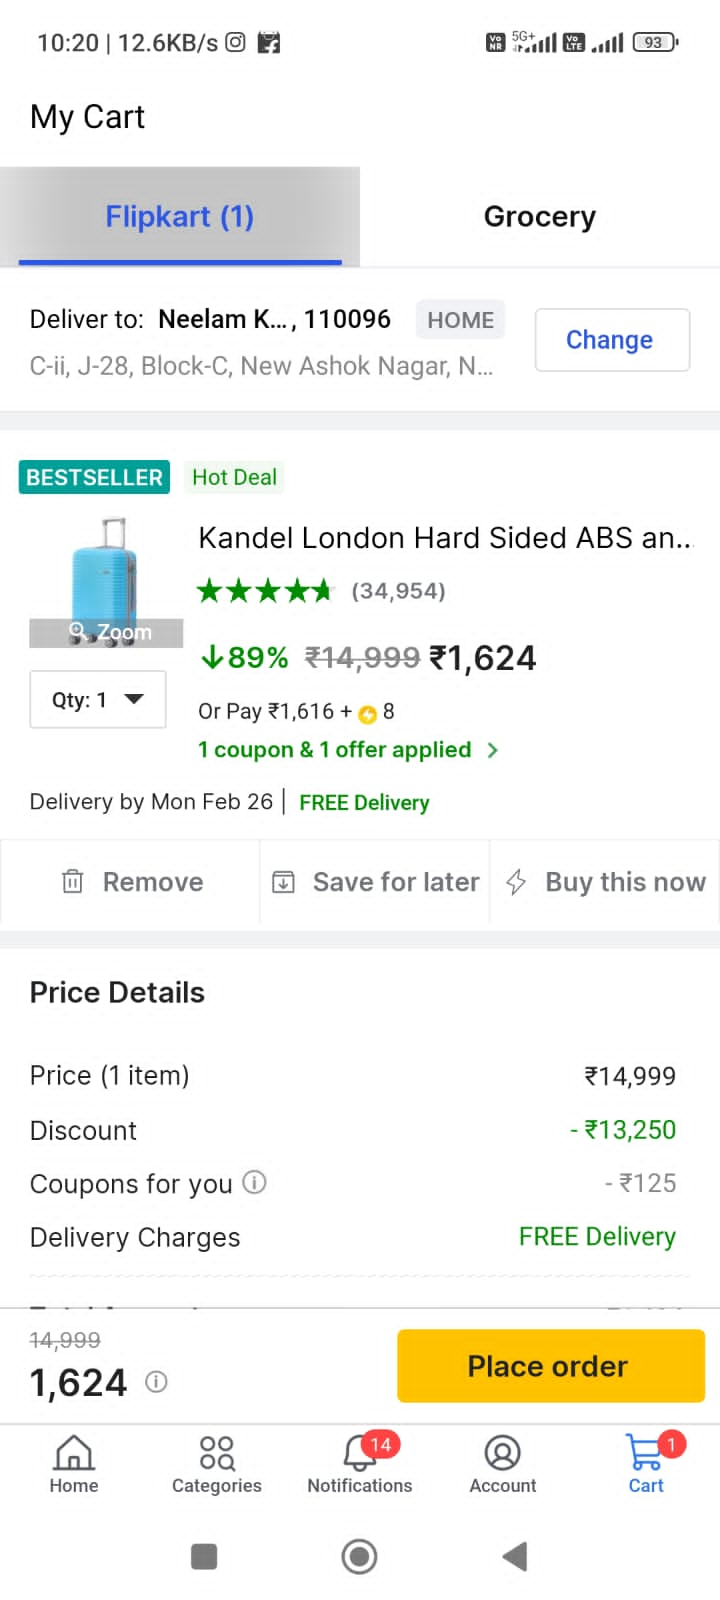 10:20 | 12.6KB/s
Vo NR 5G+ Vo LTE 93
My Cart
Flipkart (1) Grocery
Deliver to: Neelam K..., 110096 HOME
Change
C-ii, J-28, Block-C, New Ashok Nagar, N...
BESTSELLER Hot Deal
Kandel London Hard Sided ABS an...
(34,954)
Zoom
↓89% ₹14,999 ₹1,624
Qty: 1
Or Pay ₹1,616 + 8
1 coupon & 1 offer applied >
Delivery by Mon Feb 26 | FREE Delivery
Remove Save for later Buy this now
Price Details
Price (1 item) ₹14,999
Discount - ₹13,250
Coupons for you - ₹125
Delivery Charges FREE Delivery
14,999
1,624
Place order
14 1
Home Categories Notifications Account Cart